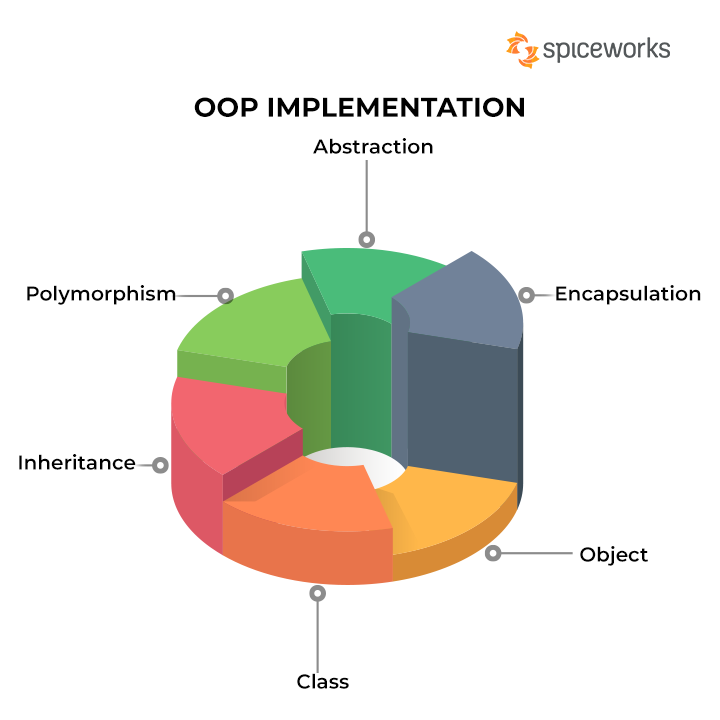 spiceworks
OOP IMPLEMENTATION
Abstraction
Polymorphism
Encapsulation
Inheritance
Object
Class